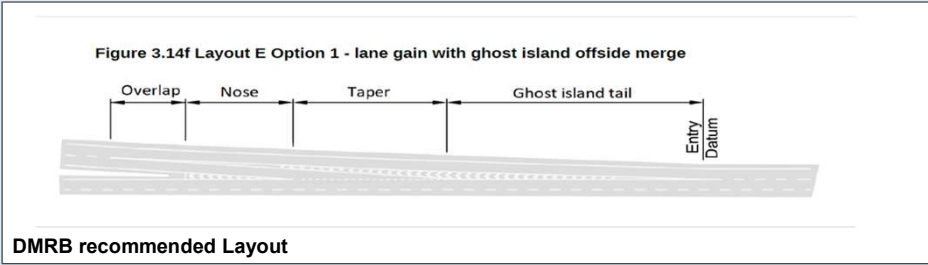 Figure 3.14f Layout E Option 1 - lane gain with ghost island offside merge
Overlap Nose Taper Ghost island tail
Entry
Datum
DMRB recommended Layout